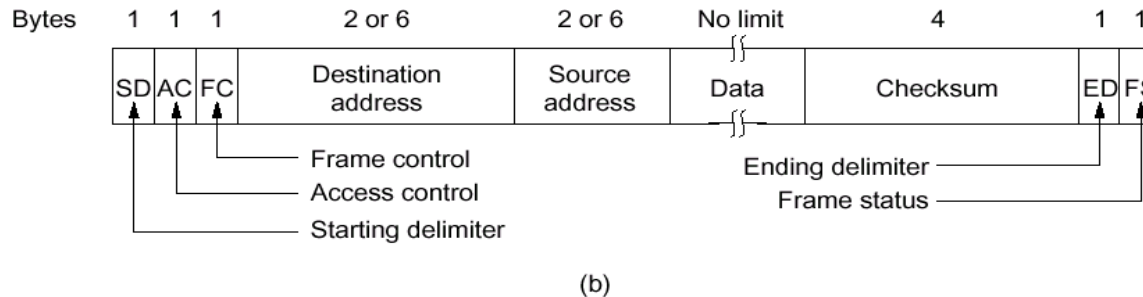 Bytes 1 1 1 2 or 6 2 or 6 No limit 4 1 1
SD AC FC Destination address Source address Data Checksum ED FS
Frame control
Access control
Starting delimiter
Ending delimiter
Frame status
(b)